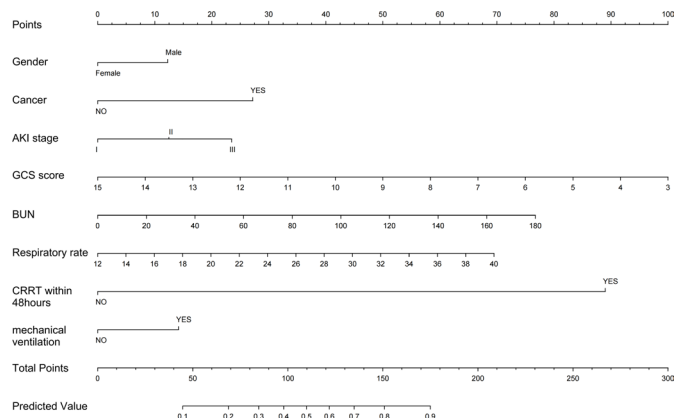 Points
0 10 20 30 40 50 60 70 80 90 100
Gender
Male
Female
Cancer
YES
NO
AKI stage
II
I III
GCS score
15 14 13 12 11 10 9 8 7 6 5 4 3
BUN
0 20 40 60 80 100 120 140 160 180
Respiratory rate
12 14 16 18 20 22 24 26 28 30 32 34 36 38 40
CRRT within
48hours
YES
NO
mechanical
ventilation
YES
NO
Total Points
0 50 100 150 200 250 300
Predicted Value
0.1 0.2 0.3 0.4 0.5 0.6 0.7 0.8 0.9